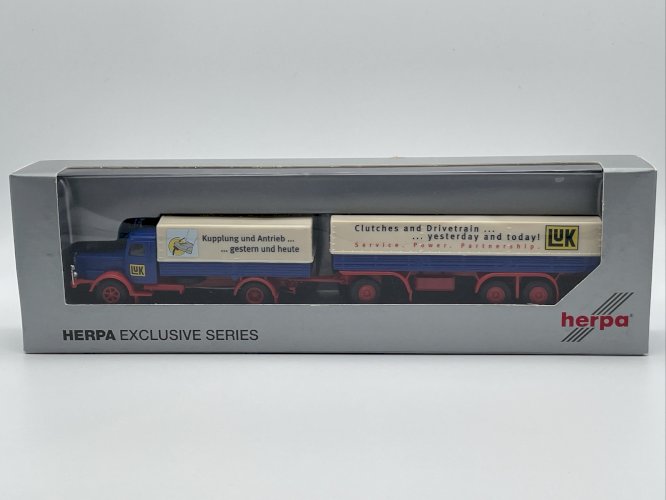 Kupplung und Antrieb ...
... gestern und heute
LUK
Clutches and Drivetrain ...
... yesterday and today!
Service. Power. Partnership.
LUK
HERPA EXCLUSIVE SERIES
herpa